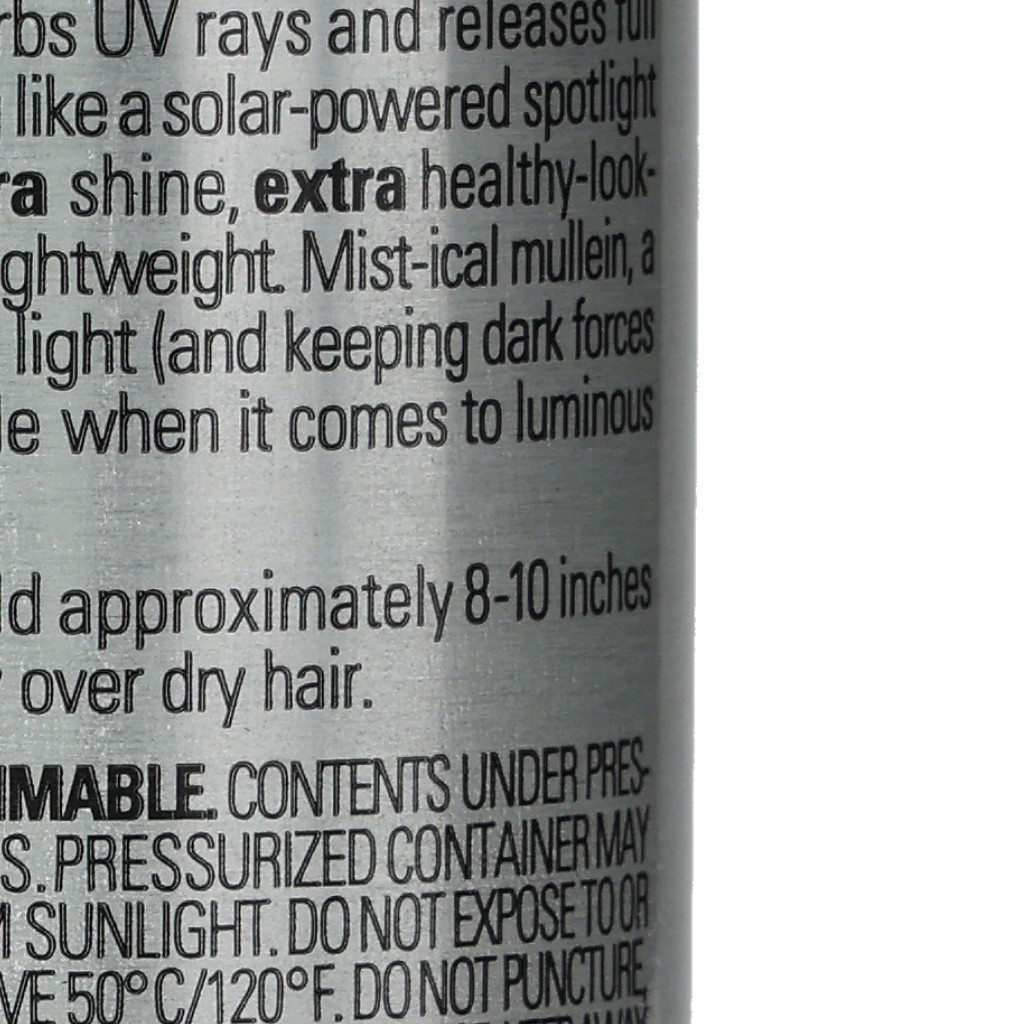 rbs UV rays and releases full
like a solar-powered spotlight
ra shine, extra healthy-look-
ghtweight. Mist-ical mullein, a
light (and keeping dark forces
le when it comes to luminous
ld approximately 8-10 inches
over dry hair.
MABLE. CONTENTS UNDER PRES-
S. PRESSURIZED CONTAINER MAY
M SUNLIGHT. DO NOT EXPOSE TO OR
VE 50°C/120°F. DO NOT PUNCTURE,